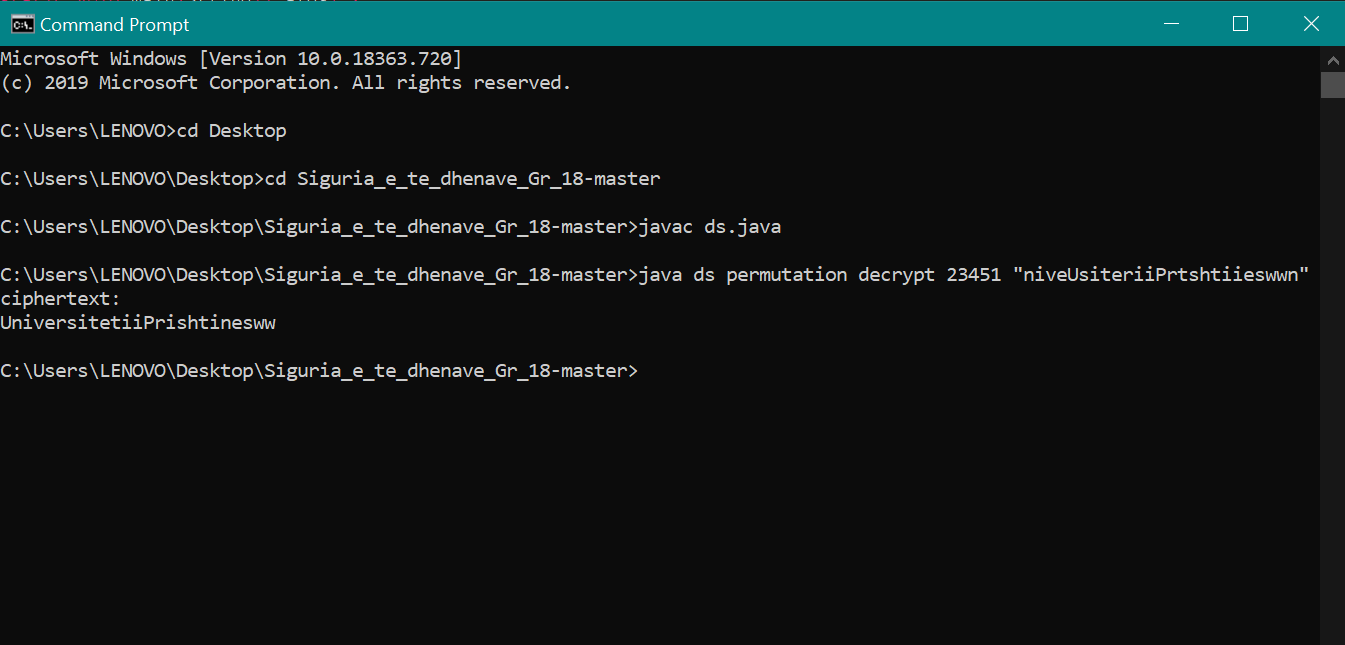 Command Prompt
Microsoft Windows [Version 10.0.18363.720]
(c) 2019 Microsoft Corporation. All rights reserved.
C:\Users\LENOVO>cd Desktop
C:\Users\LENOVO\Desktop>cd Siguria_e_te_dhenave_Gr_18-master
C:\Users\LENOVO\Desktop\Siguria_e_te_dhenave_Gr_18-master>javac ds.java
C:\Users\LENOVO\Desktop\Siguria_e_te_dhenave_Gr_18-master>java ds permutation decrypt 23451 "niveUsiteriiPrtshtiieswwn"
ciphertext:
UniversitetiiPrishtinesww
C:\Users\LENOVO\Desktop\Siguria_e_te_dhenave_Gr_18-master>